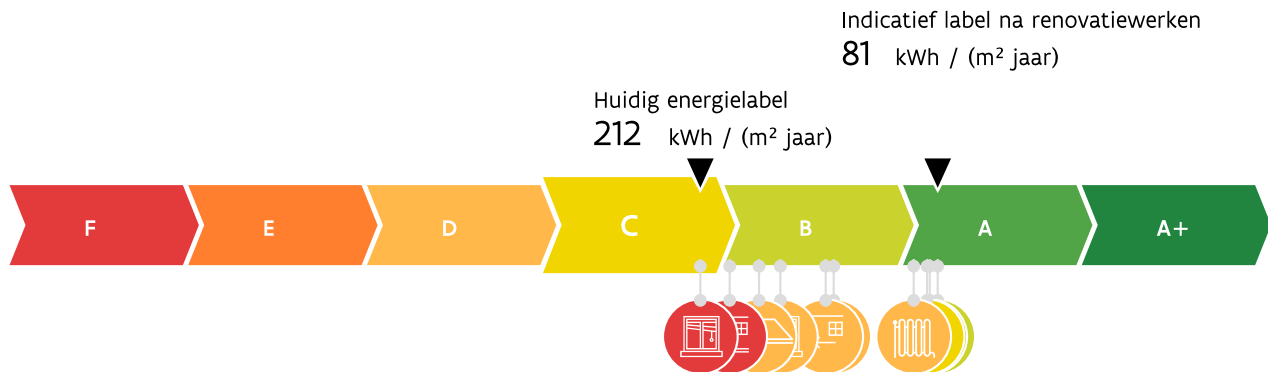 Indicatief label na renovatiewerken
81 kWh / (m² jaar)
Huidig energielabel
212 kWh / (m² jaar)
F E D C B A A+